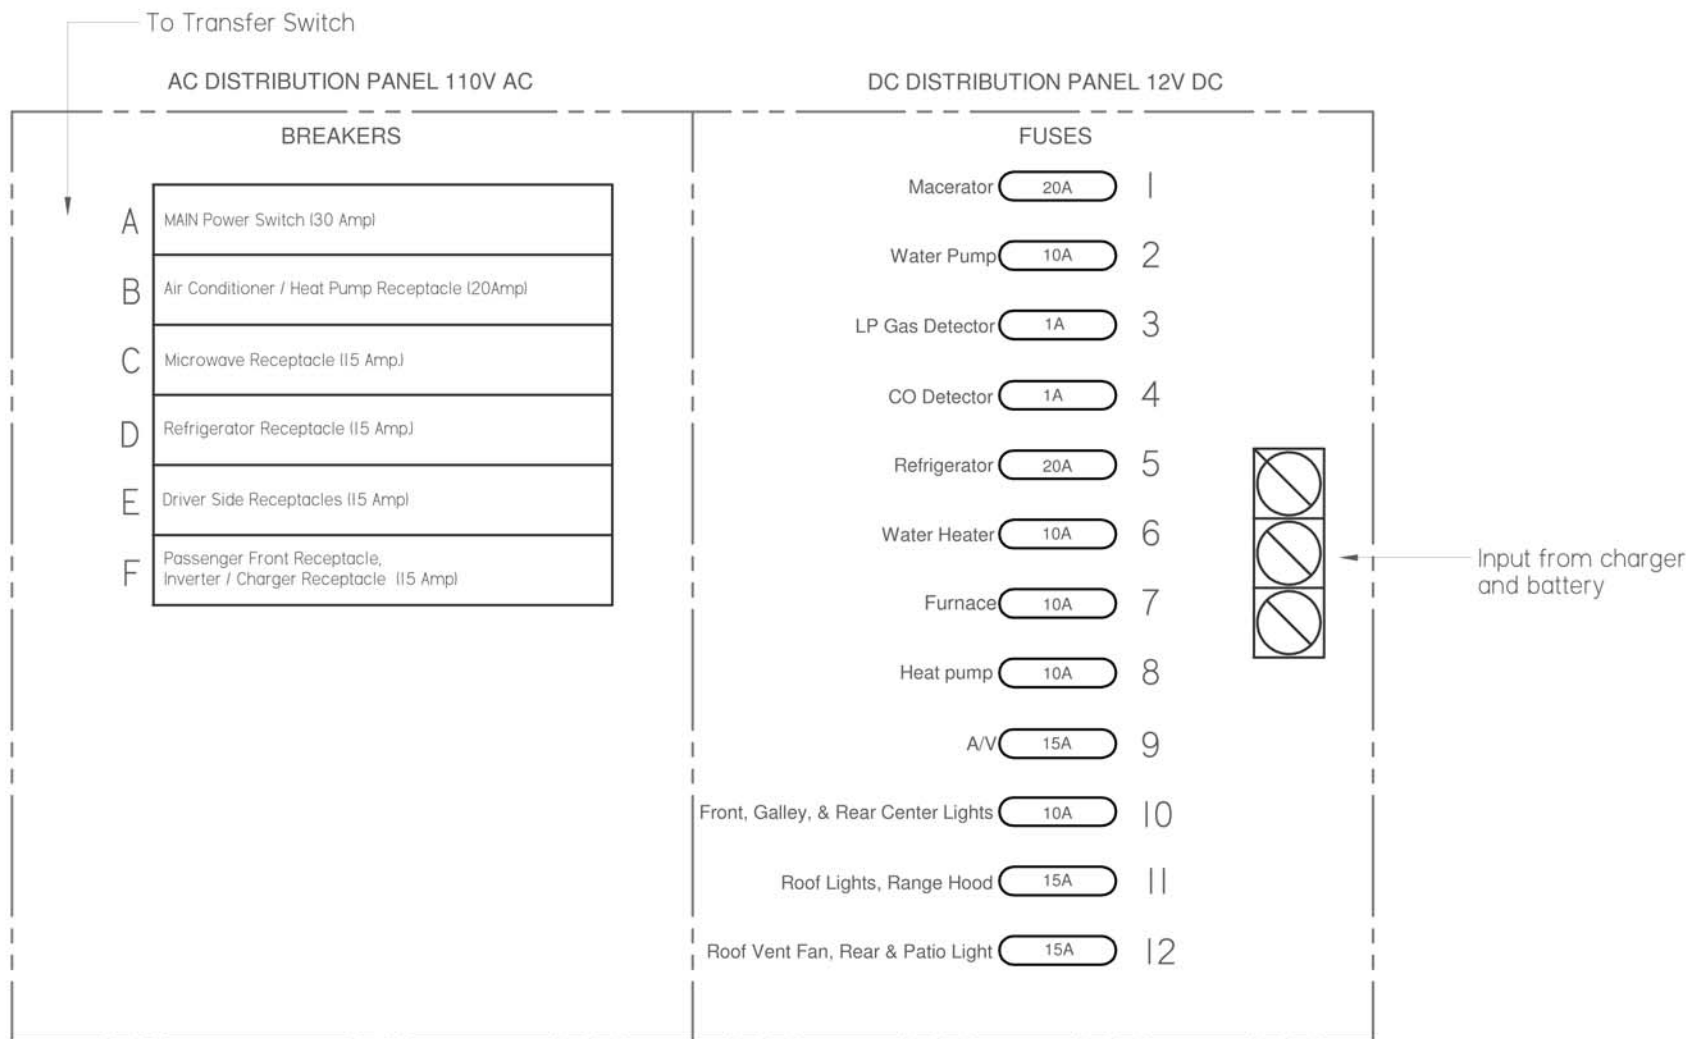 To Transfer Switch
AC DISTRIBUTION PANEL 110V AC
BREAKERS
A MAIN Power Switch (30 Amp)
B Air Conditioner / Heat Pump Receptacle (20Amp)
C Microwave Receptacle (15 Amp.)
D Refrigerator Receptacle (15 Amp.)
E Driver Side Receptacles (15 Amp)
F Passenger Front Receptacle,
Inverter / Charger Receptacle (15 Amp)
DC DISTRIBUTION PANEL 12V DC
FUSES
Macerator 20A 1
Water Pump 10A 2
LP Gas Detector 1A 3
CO Detector 1A 4
Refrigerator 20A 5
Water Heater 10A 6
Furnace 10A 7
Heat pump 10A 8
A/V 15A 9
Front, Galley, & Rear Center Lights 10A 10
Roof Lights, Range Hood 15A 11
Roof Vent Fan, Rear & Patio Light 15A 12
Input from charger
and battery